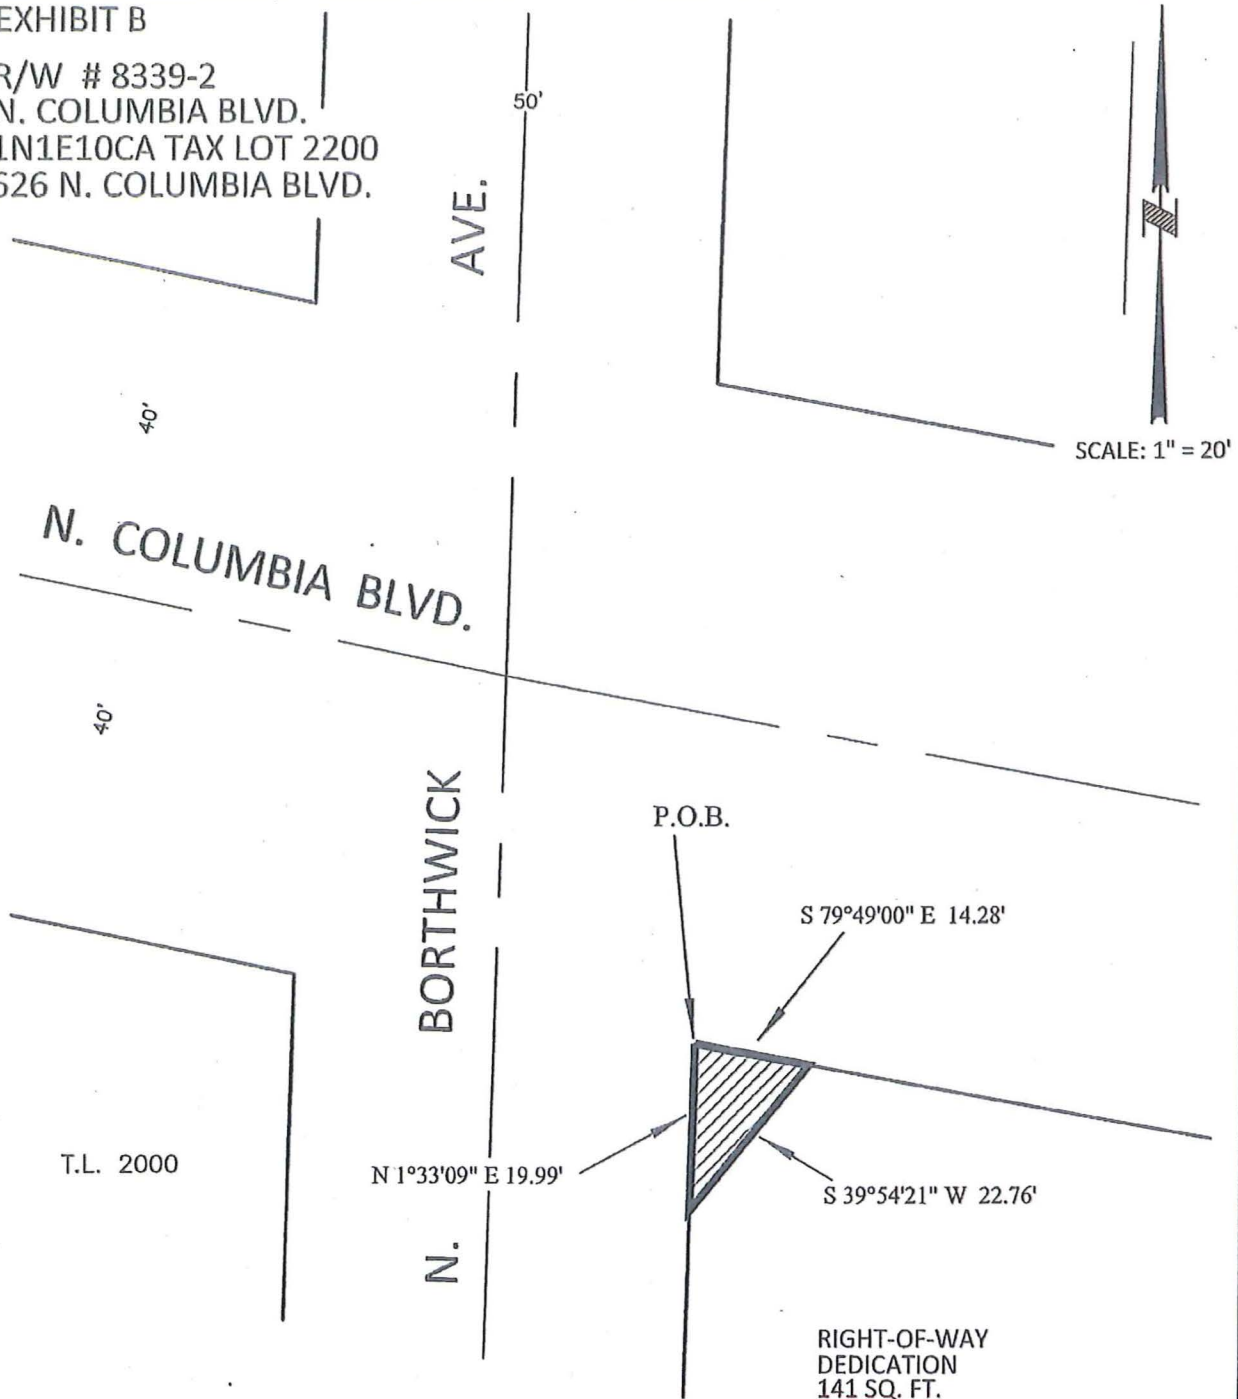 EXHIBIT B
R/W # 8339-2
N. COLUMBIA BLVD.
1N1E10CA TAX LOT 2200
626 N. COLUMBIA BLVD.
50'
AVE.
40'
SCALE: 1" = 20'
N. COLUMBIA BLVD.
40'
BORTHWICK
P.O.B.
S 79°49'00" E 14.28'
T.L. 2000
N 1°33'09" E 19.99'
S 39°54'21" W 22.76'
N.
RIGHT-OF-WAY
DEDICATION
141 SQ. FT.